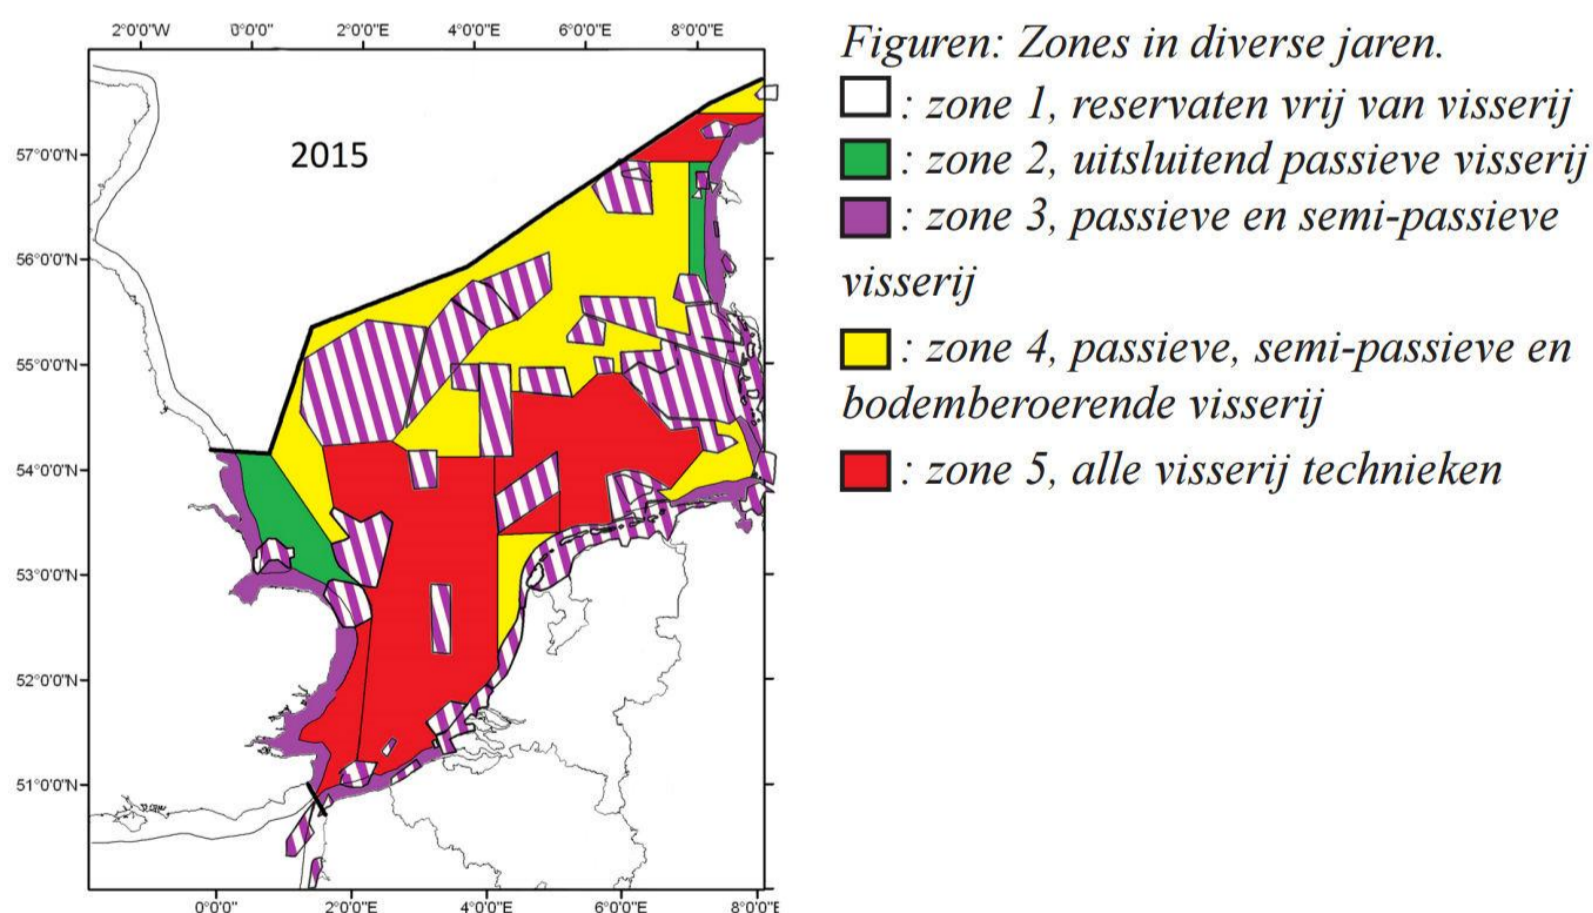 2°0'0"W 0°0'0" 2°0'0"E 4°0'0"E 6°0'0"E 8°0'0"E
2015
57°0'0"N
56°0'0"N
55°0'0"N
54°0'0"N
53°0'0"N
52°0'0"N
51°0'0"N
0°0'0" 2°0'0"E 4°0'0"E 6°0'0"E 8°0'0"E
Figuren: Zones in diverse jaren.
: zone 1, reservaten vrij van visserij
: zone 2, uitsluitend passieve visserij
: zone 3, passieve en semi-passieve
visserij
: zone 4, passieve, semi-passieve en
bodemberoerende visserij
: zone 5, alle visserij technieken